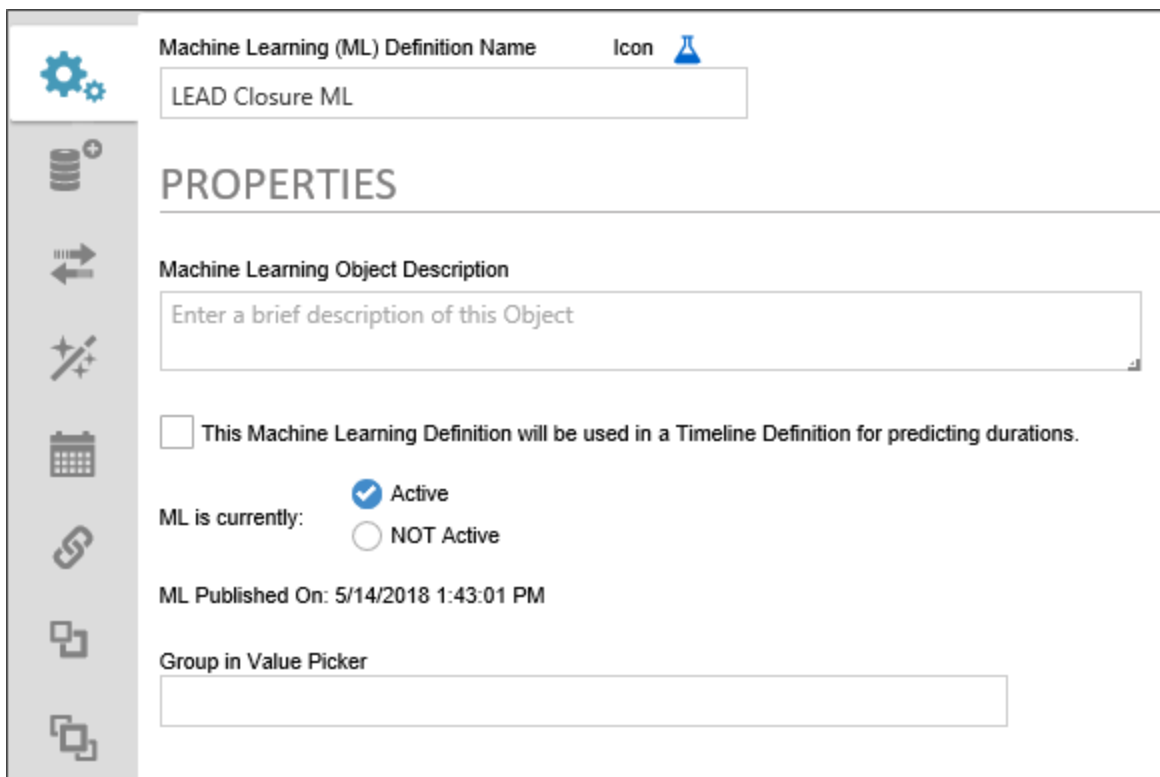 Machine Learning (ML) Definition Name Icon
LEAD Closure ML
PROPERTIES
Machine Learning Object Description
Enter a brief description of this Object
This Machine Learning Definition will be used in a Timeline Definition for predicting durations.
Active
ML is currently:
NOT Active
ML Published On: 5/14/2018 1:43:01 PM
Group in Value Picker